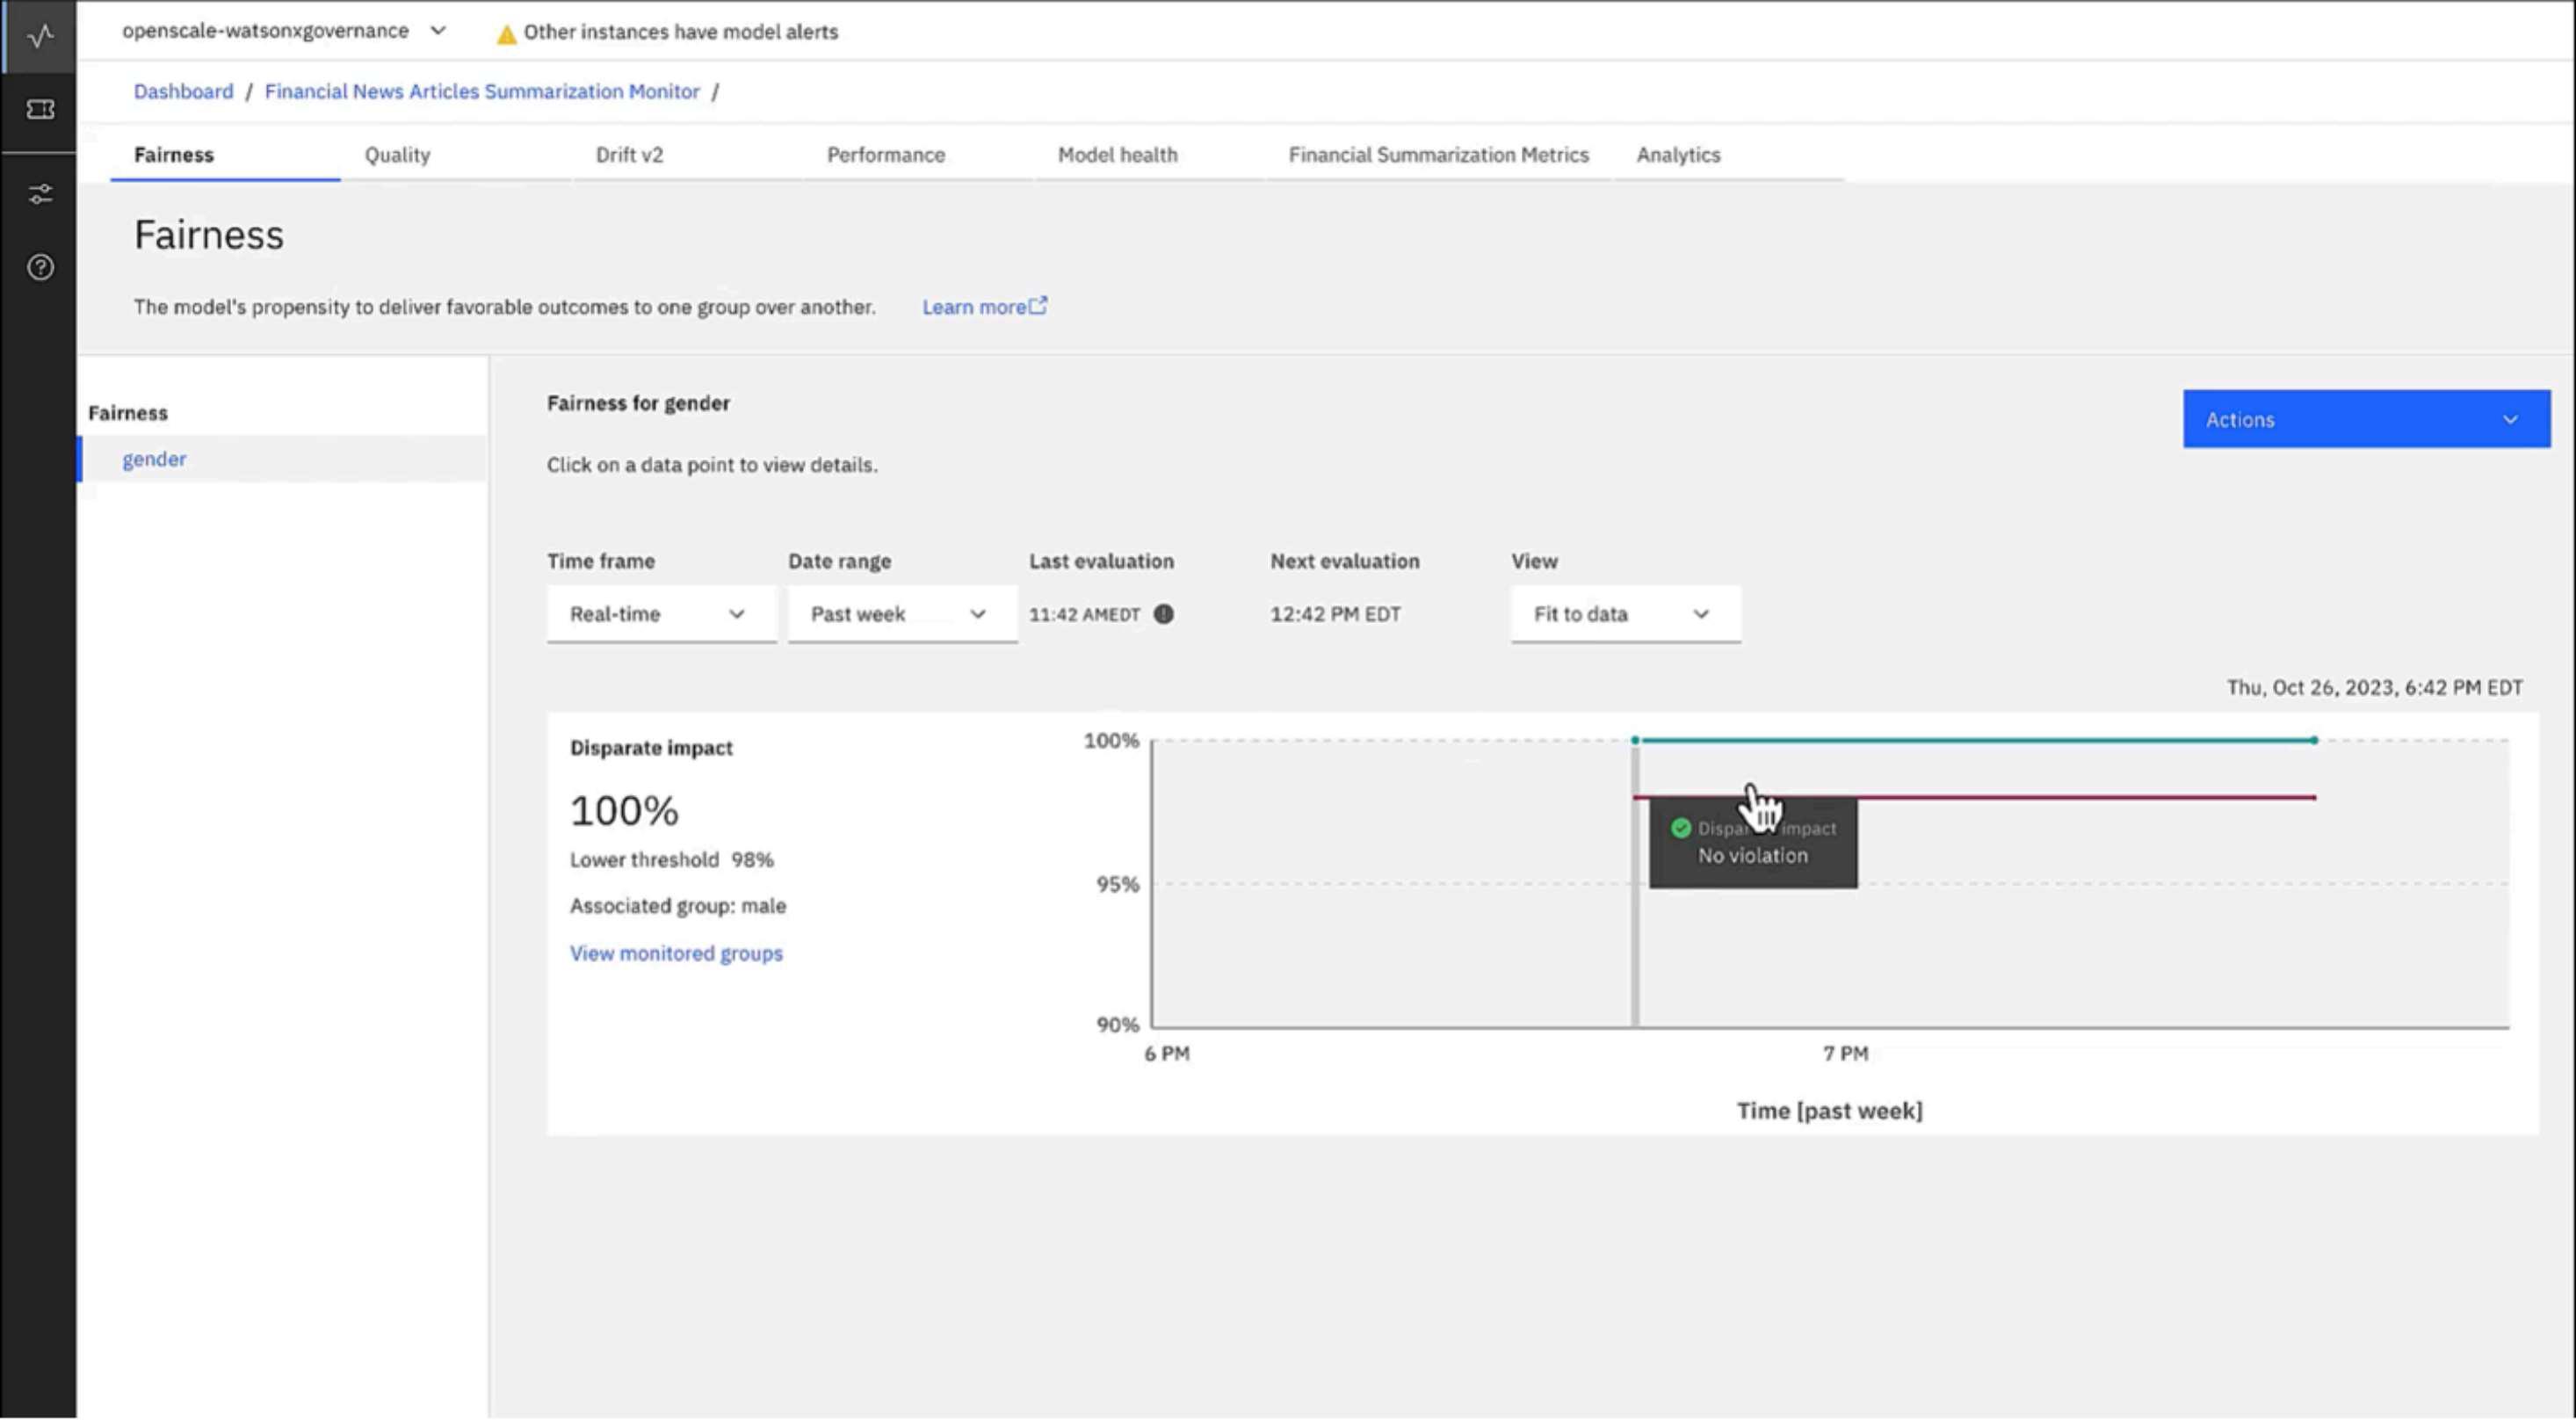 openscale-watsonxgovernance
Other instances have model alerts
Dashboard / Financial News Articles Summarization Monitor /
Fairness Quality Drift v2 Performance Model health Financial Summarization Metrics Analytics
Fairness
The model's propensity to deliver favorable outcomes to one group over another. Learn more
Fairness
gender
Fairness for gender
Actions
Click on a data point to view details.
Time frame Date range Last evaluation Next evaluation View
Real-time Past week 11:42 AMEDT 12:42 PM EDT Fit to data
Thu, Oct 26, 2023, 6:42 PM EDT
Disparate impact
100%
Lower threshold 98%
Associated group: male
View monitored groups
100%
95%
90%
impact
No violation
6 PM 7 PM
Time [past week]